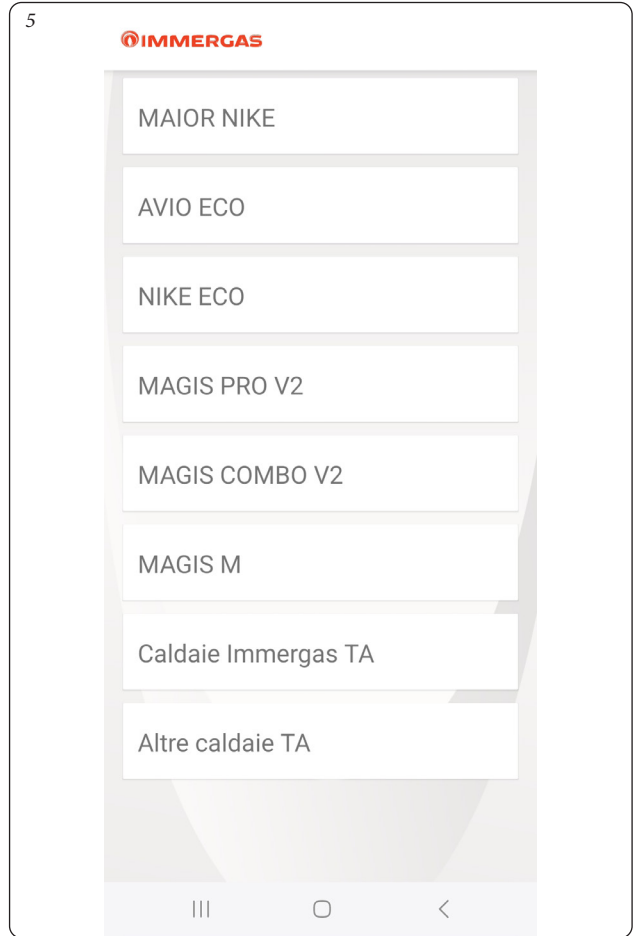 5
IMMERGAS
MAIOR NIKE
AVIO ECO
NIKE ECO
MAGIS PRO V2
MAGIS COMBO V2
MAGIS M
Caldaie Immergas TA
Altre caldaie TA